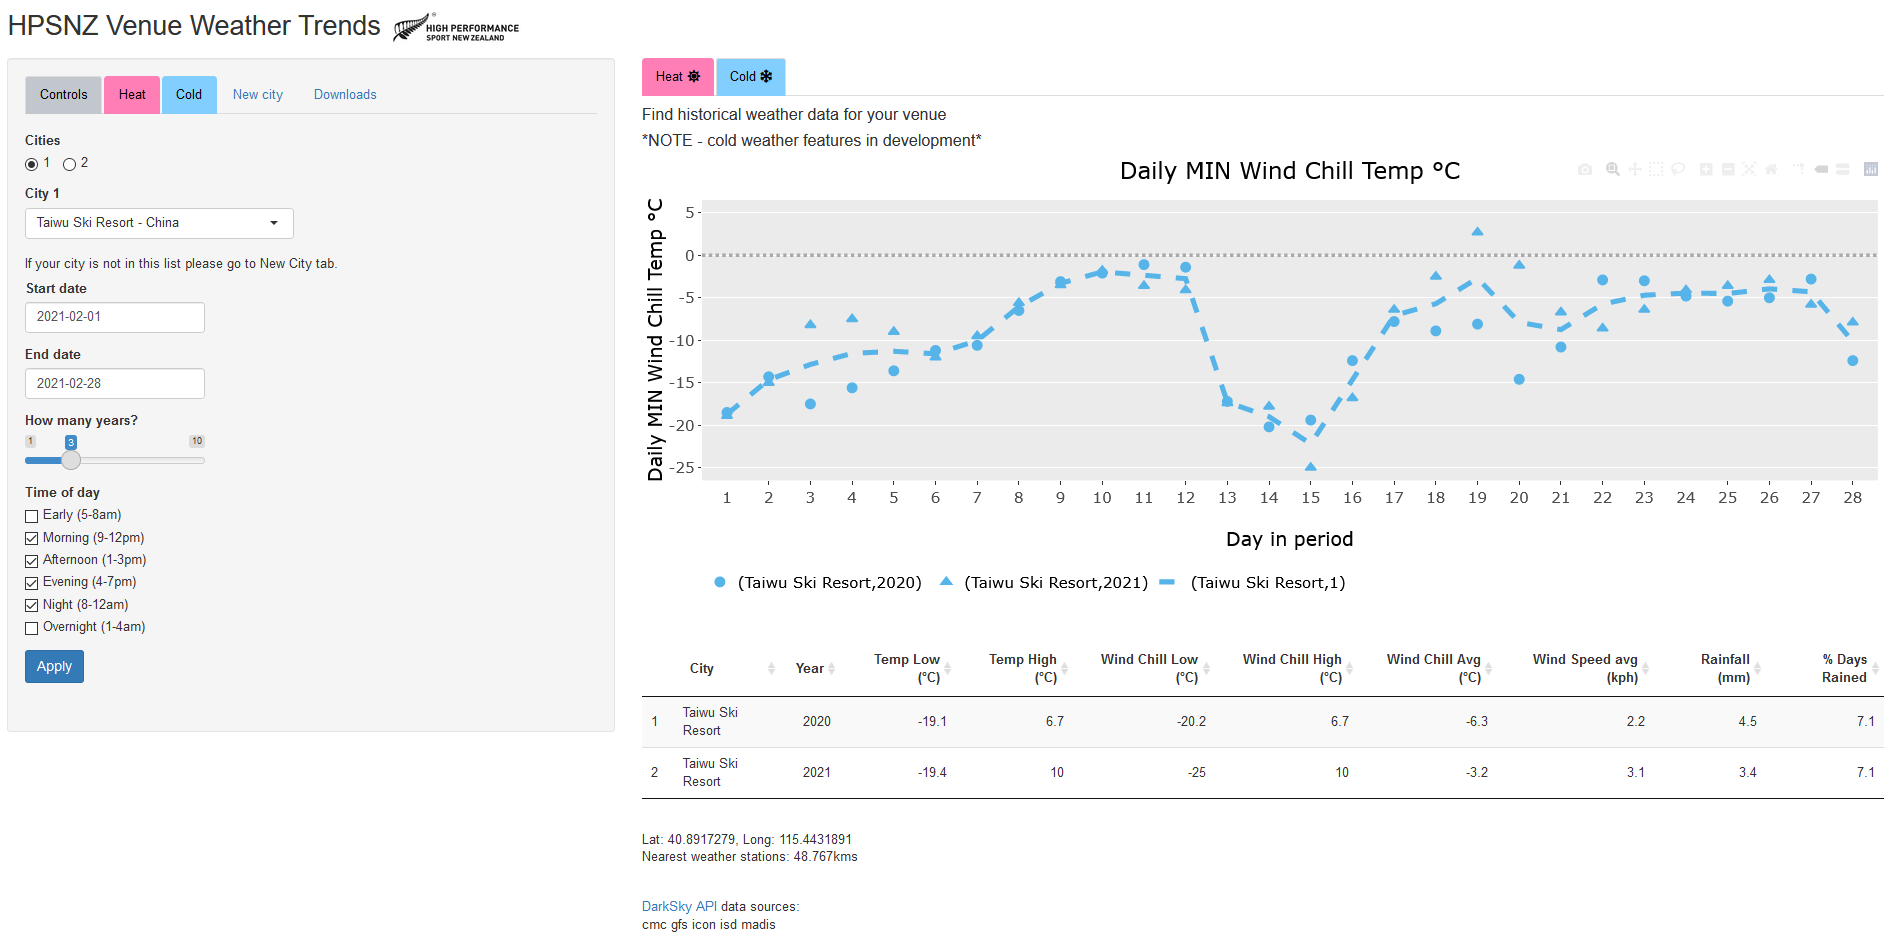 HPSNZ Venue Weather Trends
HIGH PERFORMANCE
SPORT NEW ZEALAND
Controls Heat Cold New city Downloads
Cities
1 2
City 1
Taiwu Ski Resort - China
If your city is not in this list please go to New City tab.
Start date
2021-02-01
End date
2021-02-28
How many years?
1 3 10
Time of day
Early (5-8am)
Morning (9-12pm)
Afternoon (1-3pm)
Evening (4-7pm)
Night (8-12am)
Overnight (1-4am)
Apply
Heat Cold
Find historical weather data for your venue
*NOTE - cold weather features in development*
Daily MIN Wind Chill Temp °C
Daily MIN Wind Chill Temp °C
5
0
-5
-10
-15
-20
-25
1 2 3 4 5 6 7 8 9 10 11 12 13 14 15 16 17 18 19 20 21 22 23 24 25 26 27 28
Day in period
(Taiwu Ski Resort,2020) (Taiwu Ski Resort,2021) (Taiwu Ski Resort,1)
City Year Temp Low (°C) Temp High (°C) Wind Chill Low (°C) Wind Chill High (°C) Wind Chill Avg (°C) Wind Speed avg (kph) Rainfall (mm) % Days Rained
1 Taiwu Ski Resort 2020 -19.1 6.7 -20.2 6.7 -6.3 2.2 4.5 7.1
2 Taiwu Ski Resort 2021 -19.4 10 -25 10 -3.2 3.1 3.4 7.1
Lat: 40.8917279, Long: 115.4431891
Nearest weather stations: 48.767kms
DarkSky API data sources:
cmc gfs icon isd madis